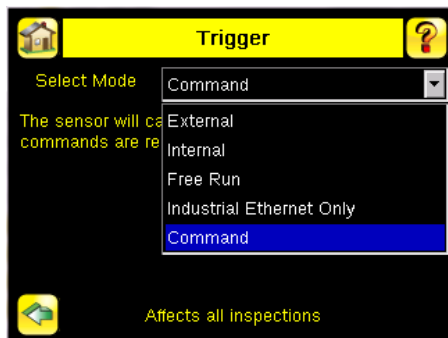 Trigger
Select Mode
Command
The sensor will ca
commands are re
External
Internal
Free Run
Industrial Ethernet Only
Command
Affects all inspections